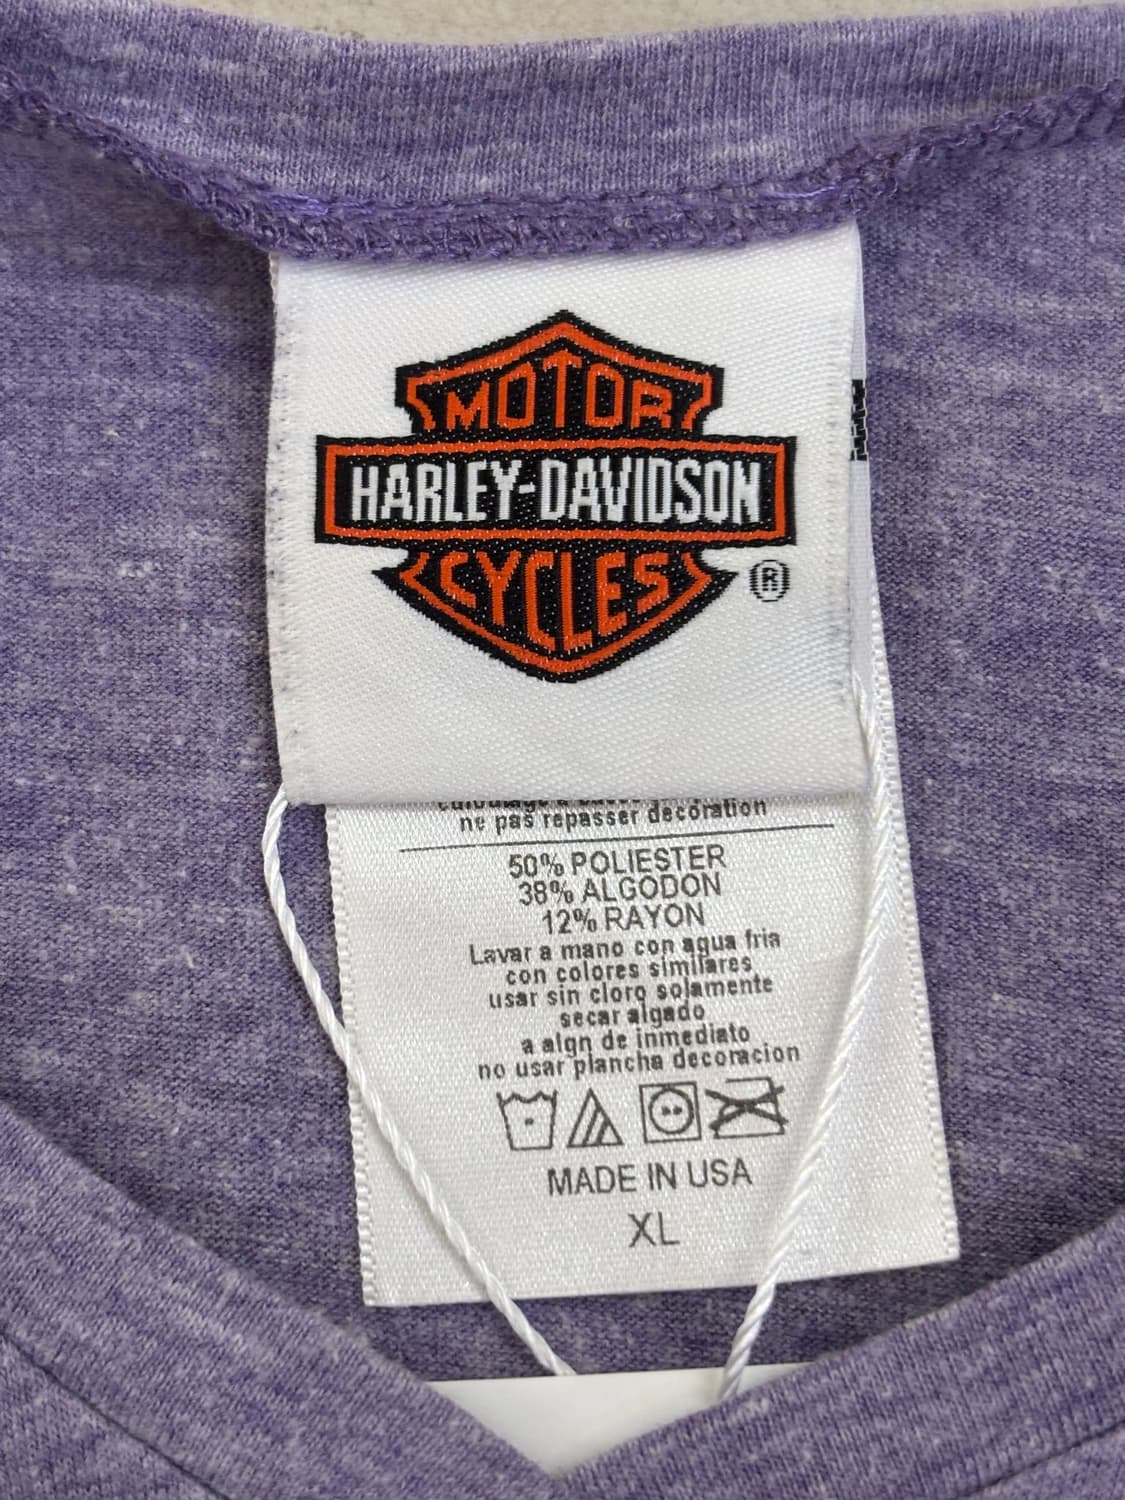 MOTOR
HARLEY-DAVIDSON
CYCLES
®
ne pas repasser decoration
50% POLIESTER
38% ALGODON
12% RAYON
Lavar a mano con agua fria
con colores similares
usar sin cloro solamente
secar algado
a algn de inmediato
no usar plancha decoracion
MADE IN USA
XL